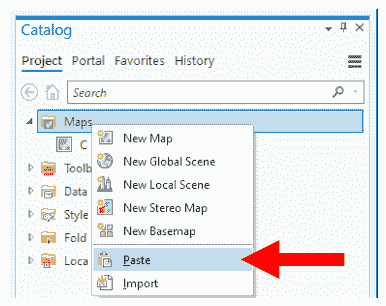 Catalog
Project Portal Favorites History
Search
Maps
C
New Map
New Global Scene
Toolb
New Local Scene
Data
New Stereo Map
Style
New Basemap
Fold
Paste
Loca
Import